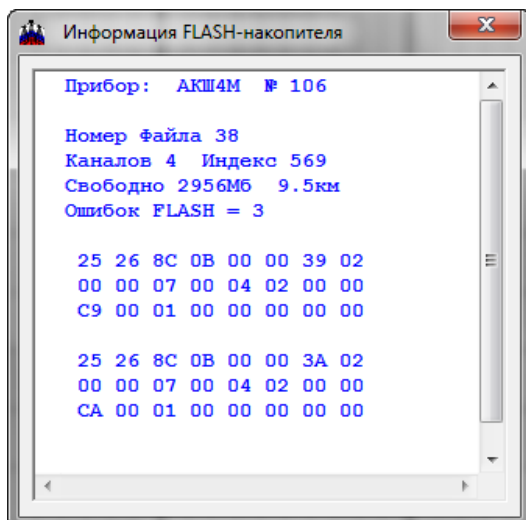 Информация FLASH-накопителя
Прибор: АКШ4М № 106
Номер Файла 38
Каналов 4 Индекс 569
Свободно 2956Мб 9.5км
Ошибок FLASH = 3
25 26 8C 0B 00 00 39 02
00 00 07 00 04 02 00 00
C9 00 01 00 00 00 00 00
25 26 8C 0B 00 00 3A 02
00 00 07 00 04 02 00 00
CA 00 01 00 00 00 00 00